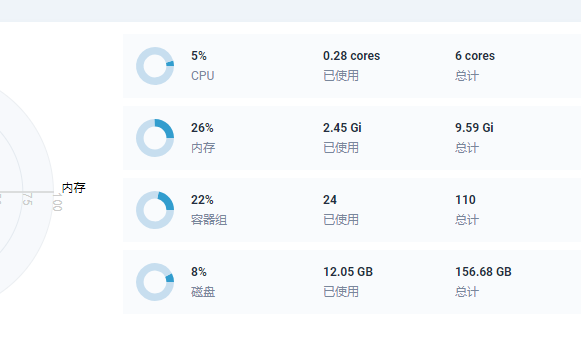 5% 0.28 cores 6 cores
CPU 已使用 总计
26% 2.45 Gi 9.59 Gi
内存 已使用 总计
内存
75 100
22% 24 110
容器组 已使用 总计
8% 12.05 GB 156.68 GB
磁盘 已使用 总计